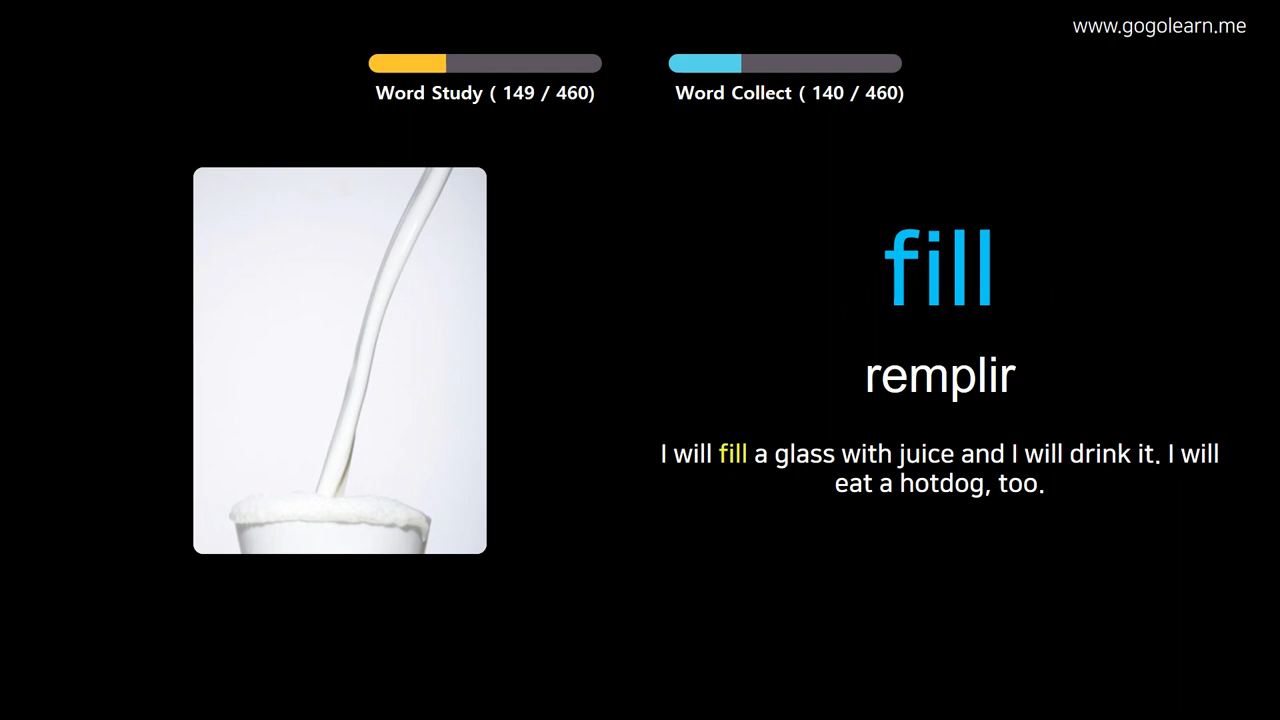 www.gogolearn.me
Word Study ( 149 / 460)
Word Collect ( 140 / 460)
fill
remplir
I will fill a glass with juice and I will drink it. I will
eat a hotdog, too.